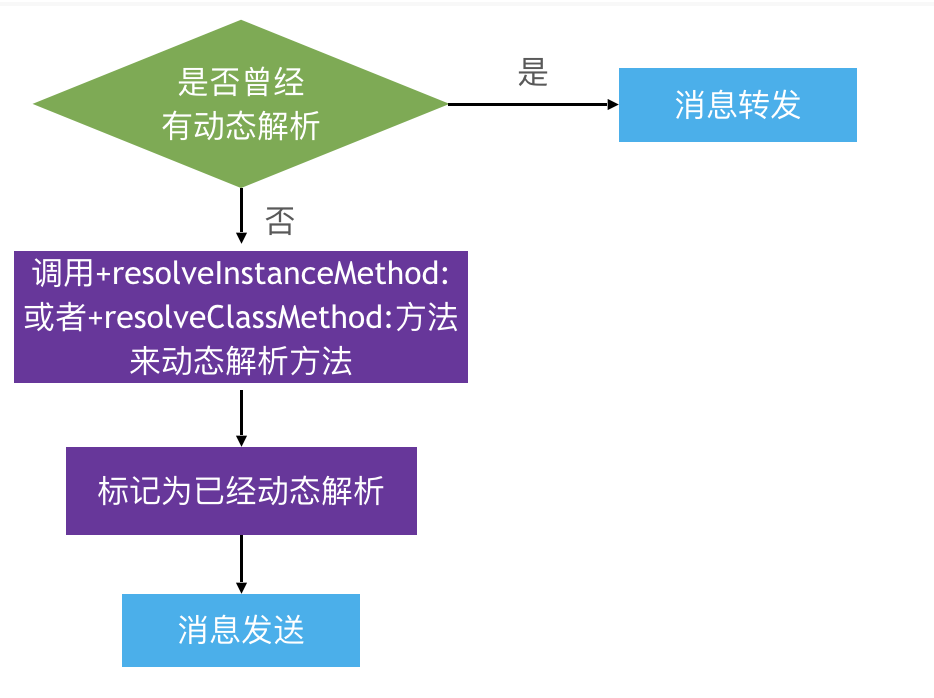 是否曾经
有动态解析
是
消息转发
否
调用+resolveInstanceMethod:
或者+resolveClassMethod:方法
来动态解析方法
标记为已经动态解析
消息发送